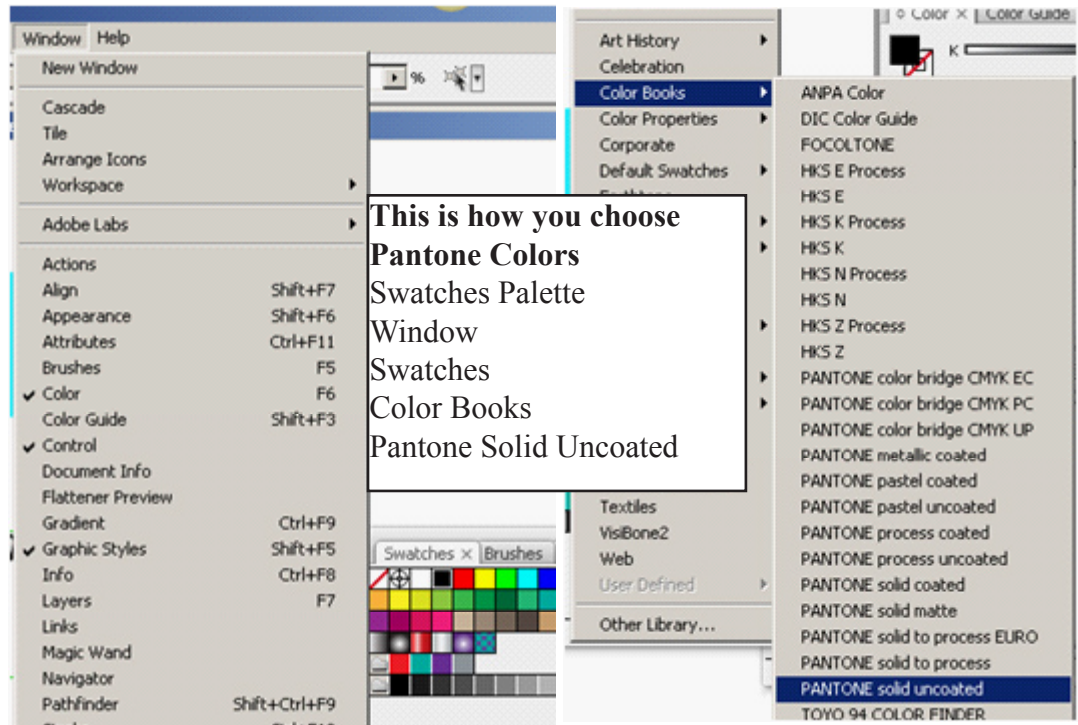 Window Help
New Window
Cascade
Tile
Arrange Icons
Workspace
Adobe Labs
Actions
Align Shift+F7
Appearance Shift+F6
Attributes Ctrl+F11
Brushes F5
Color F6
Color Guide Shift+F3
Control
Document Info
Flattener Preview
Gradient Ctrl+F9
Graphic Styles Shift+F5
Info Ctrl+F8
Layers F7
Links
Magic Wand
Navigator
Pathfinder Shift+Ctrl+F9
%
This is how you choose
Pantone Colors
Swatches Palette
Window
Swatches
Color Books
Pantone Solid Uncoated
Swatches × Brushes
Color × Color Guide
K
Art History
Celebration
Color Books
Color Properties
Corporate
Default Swatches
Textiles
VisiBone2
Web
User Defined
Other Library...
ANPA Color
DIC Color Guide
FOCOLTONE
HKS E Process
HKS E
HKS K Process
HKS K
HKS N Process
HKS N
HKS Z Process
HKS Z
PANTONE color bridge CMYK EC
PANTONE color bridge CMYK PC
PANTONE color bridge CMYK UP
PANTONE metallic coated
PANTONE pastel coated
PANTONE pastel uncoated
PANTONE process coated
PANTONE process uncoated
PANTONE solid coated
PANTONE solid matte
PANTONE solid to process EURO
PANTONE solid to process
PANTONE solid uncoated
TOYO 94 COLOR FINDER